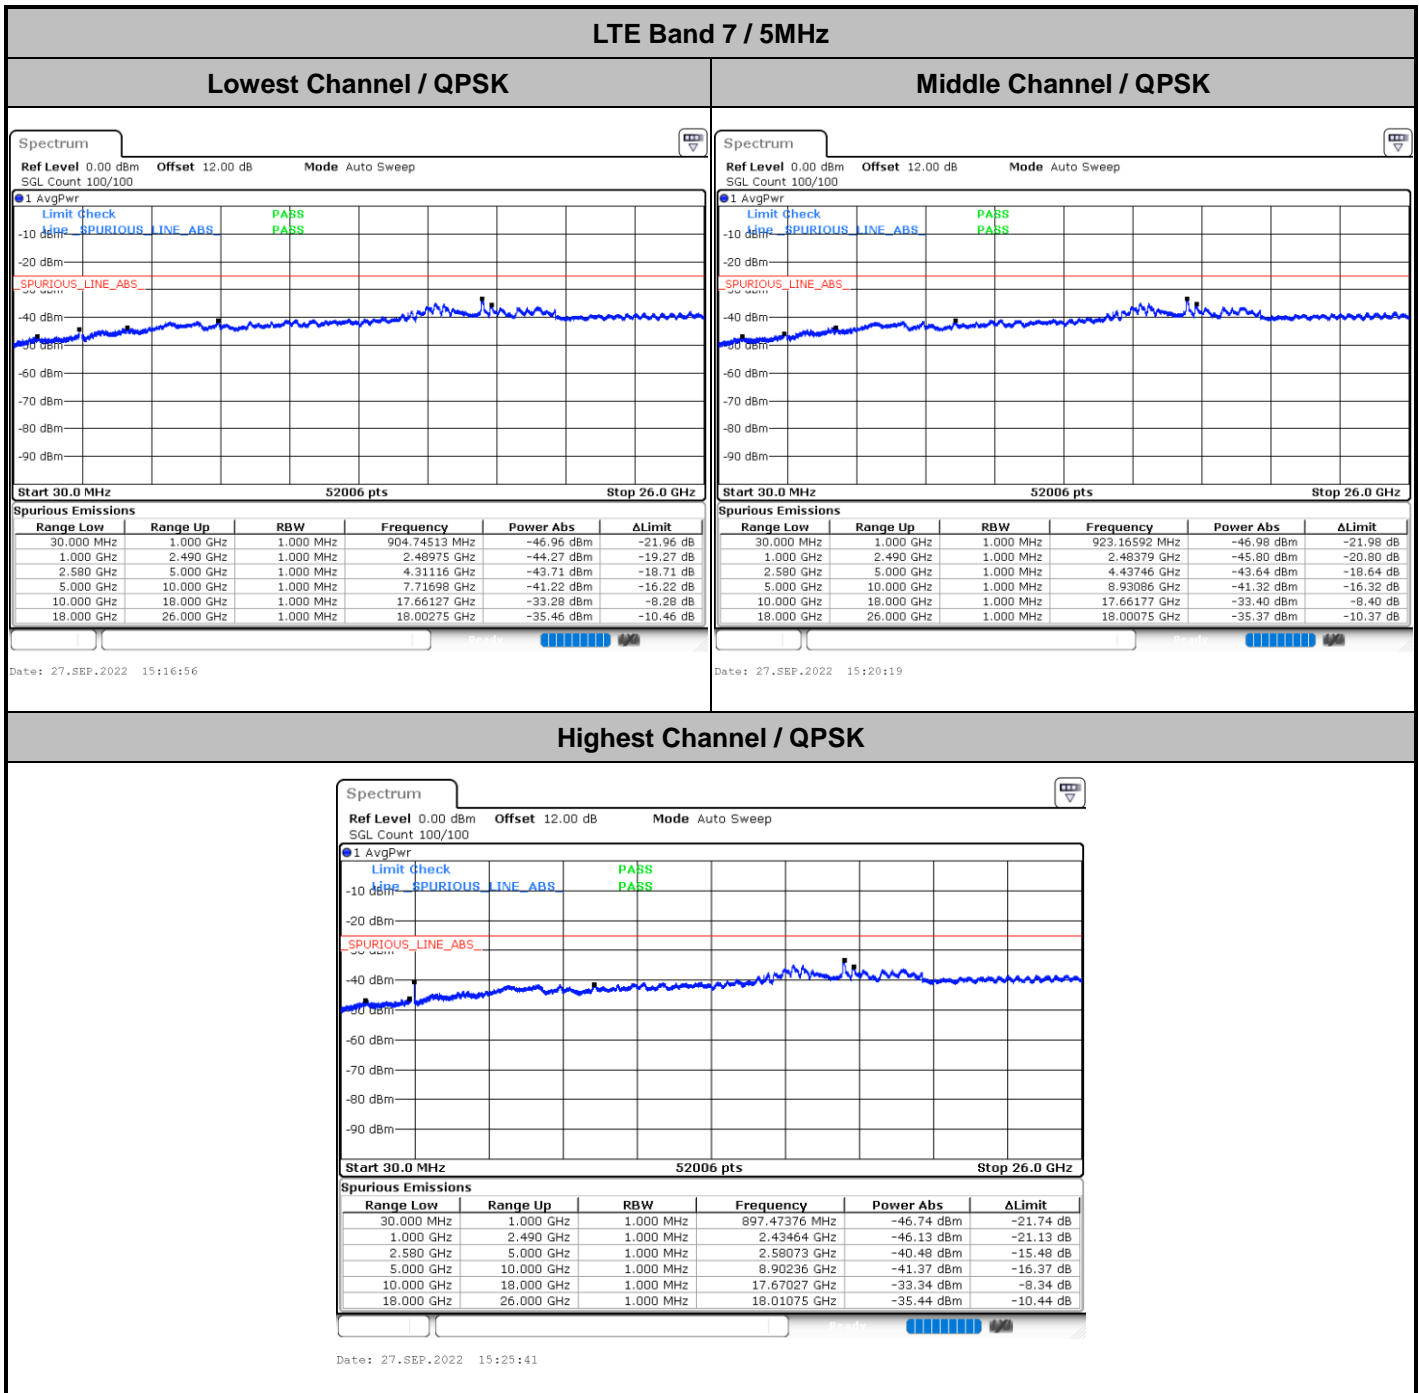 LTE Band 7 / 5MHz
Lowest Channel / QPSK
Middle Channel / QPSK
Spectrum
Ref Level 0.00 dBm Offset 12.00 dB Mode Auto Sweep
SGL Count 100/100
1 AvgPwr
Limit Check PASS
-10 dBm Line _SPURIOUS_LINE_ABS_ PASS
-20 dBm
_SPURIOUS_LINE_ABS_
-30 dBm
-40 dBm
-50 dBm
-60 dBm
-70 dBm
-80 dBm
-90 dBm
Start 30.0 MHz 52006 pts Stop 26.0 GHz
Spurious Emissions
Range Low Range Up RBW Frequency Power Abs ΔLimit
30.000 MHz 1.000 GHz 1.000 MHz 904.74513 MHz -46.96 dBm -21.96 dB
1.000 GHz 2.490 GHz 1.000 MHz 2.48975 GHz -44.27 dBm -19.27 dB
2.580 GHz 5.000 GHz 1.000 MHz 4.31116 GHz -43.71 dBm -18.71 dB
5.000 GHz 10.000 GHz 1.000 MHz 7.71698 GHz -41.22 dBm -16.22 dB
10.000 GHz 18.000 GHz 1.000 MHz 17.66127 GHz -33.28 dBm -8.28 dB
18.000 GHz 26.000 GHz 1.000 MHz 18.00275 GHz -35.46 dBm -10.46 dB
Ready
Date: 27.SEP.2022 15:16:56
Spectrum
Ref Level 0.00 dBm Offset 12.00 dB Mode Auto Sweep
SGL Count 100/100
1 AvgPwr
Limit Check PASS
-10 dBm Line _SPURIOUS_LINE_ABS_ PASS
-20 dBm
_SPURIOUS_LINE_ABS_
-30 dBm
-40 dBm
-50 dBm
-60 dBm
-70 dBm
-80 dBm
-90 dBm
Start 30.0 MHz 52006 pts Stop 26.0 GHz
Spurious Emissions
Range Low Range Up RBW Frequency Power Abs ΔLimit
30.000 MHz 1.000 GHz 1.000 MHz 923.16592 MHz -46.98 dBm -21.98 dB
1.000 GHz 2.490 GHz 1.000 MHz 2.48379 GHz -45.80 dBm -20.80 dB
2.580 GHz 5.000 GHz 1.000 MHz 4.43746 GHz -43.64 dBm -18.64 dB
5.000 GHz 10.000 GHz 1.000 MHz 8.93086 GHz -41.32 dBm -16.32 dB
10.000 GHz 18.000 GHz 1.000 MHz 17.66177 GHz -33.40 dBm -8.40 dB
18.000 GHz 26.000 GHz 1.000 MHz 18.00075 GHz -35.37 dBm -10.37 dB
Ready
Date: 27.SEP.2022 15:20:19
Highest Channel / QPSK
Spectrum
Ref Level 0.00 dBm Offset 12.00 dB Mode Auto Sweep
SGL Count 100/100
1 AvgPwr
Limit Check PASS
-10 dBm Line _SPURIOUS_LINE_ABS_ PASS
-20 dBm
_SPURIOUS_LINE_ABS_
-30 dBm
-40 dBm
-50 dBm
-60 dBm
-70 dBm
-80 dBm
-90 dBm
Start 30.0 MHz 52006 pts Stop 26.0 GHz
Spurious Emissions
Range Low Range Up RBW Frequency Power Abs ΔLimit
30.000 MHz 1.000 GHz 1.000 MHz 897.47376 MHz -46.74 dBm -21.74 dB
1.000 GHz 2.490 GHz 1.000 MHz 2.43464 GHz -46.13 dBm -21.13 dB
2.580 GHz 5.000 GHz 1.000 MHz 2.58073 GHz -40.48 dBm -15.48 dB
5.000 GHz 10.000 GHz 1.000 MHz 8.90236 GHz -41.37 dBm -16.37 dB
10.000 GHz 18.000 GHz 1.000 MHz 17.67027 GHz -33.34 dBm -8.34 dB
18.000 GHz 26.000 GHz 1.000 MHz 18.01075 GHz -35.44 dBm -10.44 dB
Ready
Date: 27.SEP.2022 15:25:41